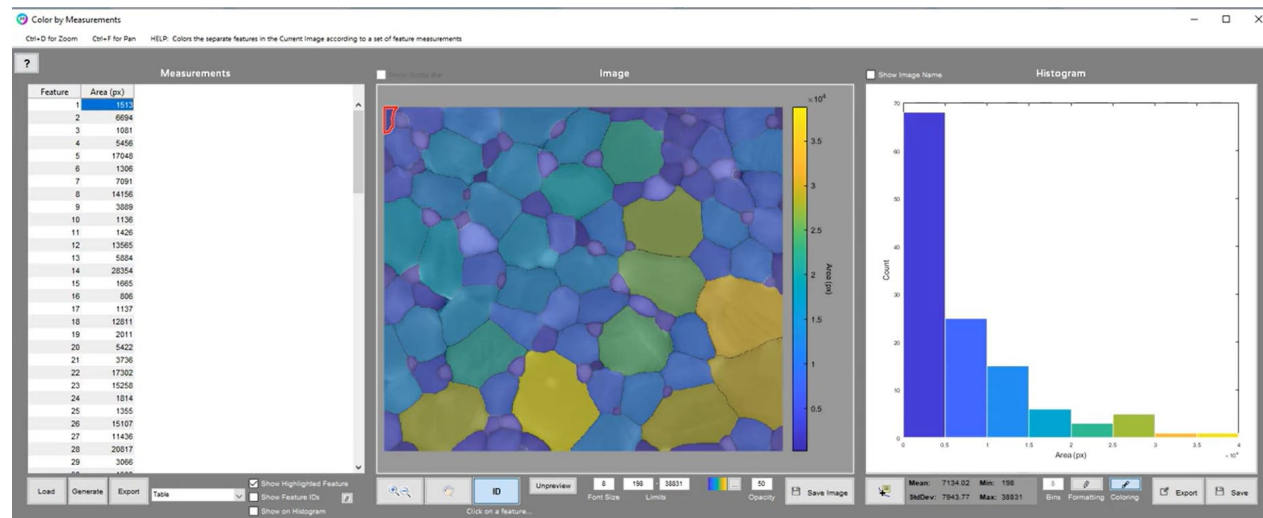 Color by Measurements
Ctrl+D for Zoom Ctrl+F for Pan HELP: Colors the separate features in the Current Image according to a set of feature measurements
?
Measurements
Feature Area (px)
1 1513
2 6694
3 1081
4 5456
5 17048
6 1306
7 7091
8 14156
9 3889
10 1136
11 1426
12 13565
13 5884
14 28354
15 1665
16 806
17 1137
18 12811
19 2011
20 5422
21 3736
22 17302
23 15258
24 1814
25 1355
26 15107
27 11436
28 20817
29 3066
Load Generate Export Table
Show Highlighted Feature
Show Feature IDs
Show on Histogram
Image
×10⁴
3.5
3
2.5
2
1.5
1
0.5
Area (px)
ID
Click on a feature...
Unpreview
8 198 - 38831 ... 50
Font Size Limits Opacity
Save Image
Show Image Name
Histogram
70
60
50
40
30
20
10
0
Count
0 0.5 1 1.5 2 2.5 3 3.5 4
×10⁴
Area (px)
Mean: 7134.02 Min: 198
StdDev: 7943.77 Max: 38831
8
Bins Formatting Coloring
Export Save